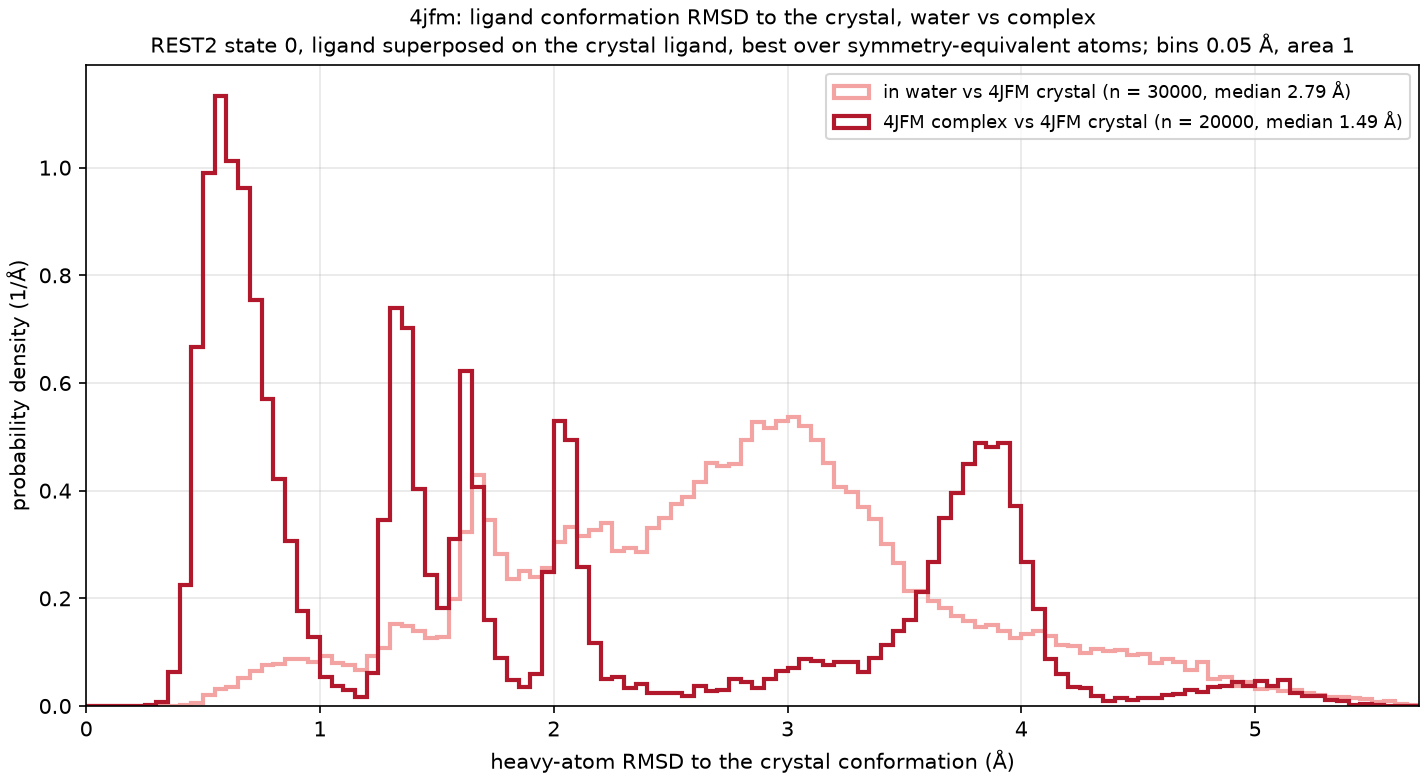 4jfm: ligand conformation RMSD to the crystal, water vs complex
REST2 state 0, ligand superposed on the crystal ligand, best over symmetry-equivalent atoms; bins 0.05 Å, area 1
in water vs 4JFM crystal (n = 30000, median 2.79 Å)
4JFM complex vs 4JFM crystal (n = 20000, median 1.49 Å)
probability density (1/Å)
1.0
0.8
0.6
0.4
0.2
0.0
0 1 2 3 4 5
heavy-atom RMSD to the crystal conformation (Å)